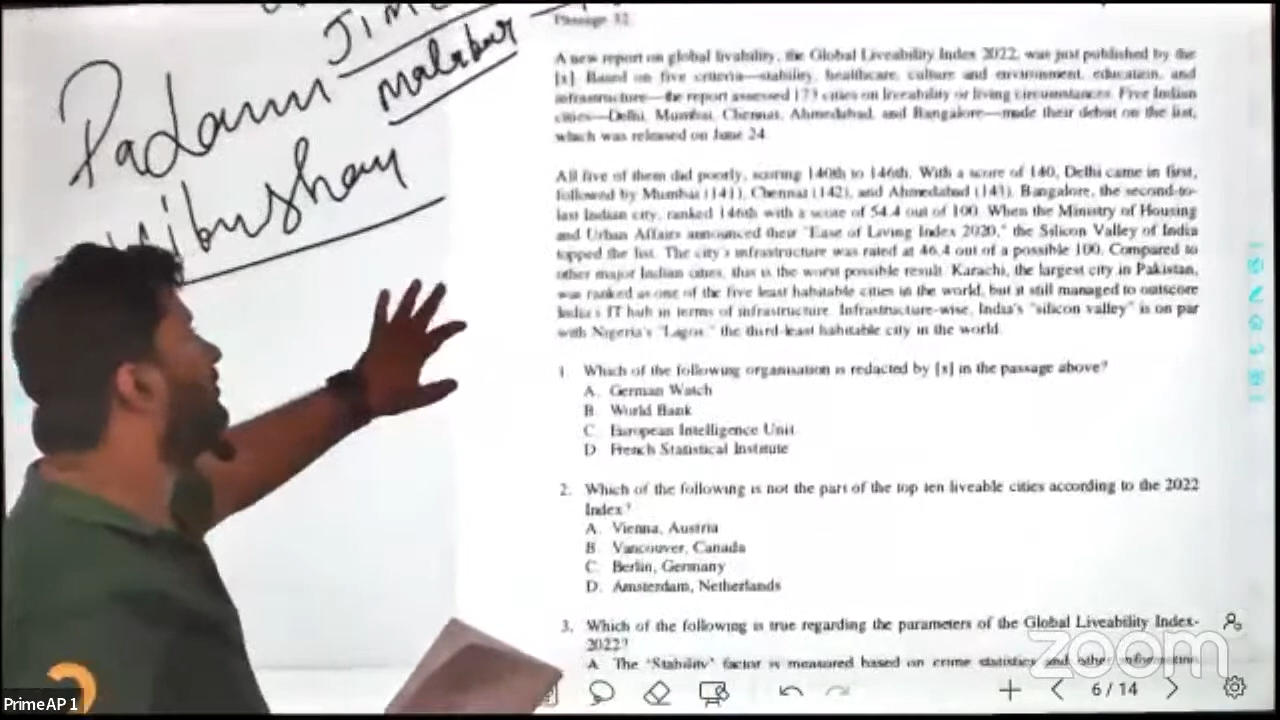 JIMEX
Malabar
Padamm
Vibushan
Passage 32
A new report on global livability, the Global Liveability Index 2022, was just published by the
[x]. Based on five criteria—stability, healthcare, culture and environment, education, and
infrastructure—the report assessed 173 cities on liveability or living circumstances. Five Indian
cities—Delhi, Mumbai, Chennai, Ahmedabad, and Bangalore—made their debut on the list,
which was released on June 24.
All five of them did poorly, scoring 140th to 146th. With a score of 140, Delhi came in first,
followed by Mumbai (141), Chennai (142), and Ahmedabad (143). Bangalore, the second-to-
last Indian city, ranked 146th with a score of 54.4 out of 100. When the Ministry of Housing
and Urban Affairs announced their "Ease of Living Index 2020," the Silicon Valley of India
topped the list. The city's infrastructure was rated at 46.4 out of a possible 100. Compared to
other major Indian cities, this is the worst possible result. Karachi, the largest city in Pakistan,
was ranked as one of the five least habitable cities in the world, but it still managed to outscore
India's IT hub in terms of infrastructure. Infrastructure-wise, India's "silicon valley" is on par
with Nigeria's "Lagos," the third-least habitable city in the world.
1. Which of the following organisation is redacted by [x] in the passage above?
A. German Watch
B. World Bank
C. European Intelligence Unit
D. French Statistical Institute
2. Which of the following is not the part of the top ten liveable cities according to the 2022
Index?
A. Vienna, Austria
B. Vancouver, Canada
C. Berlin, Germany
D. Amsterdam, Netherlands
3. Which of the following is true regarding the parameters of the Global Liveability Index-
2022?
A. The "Stability" factor is measured based on crime statistics and other information
zoom
6/14
PrimeAP 1